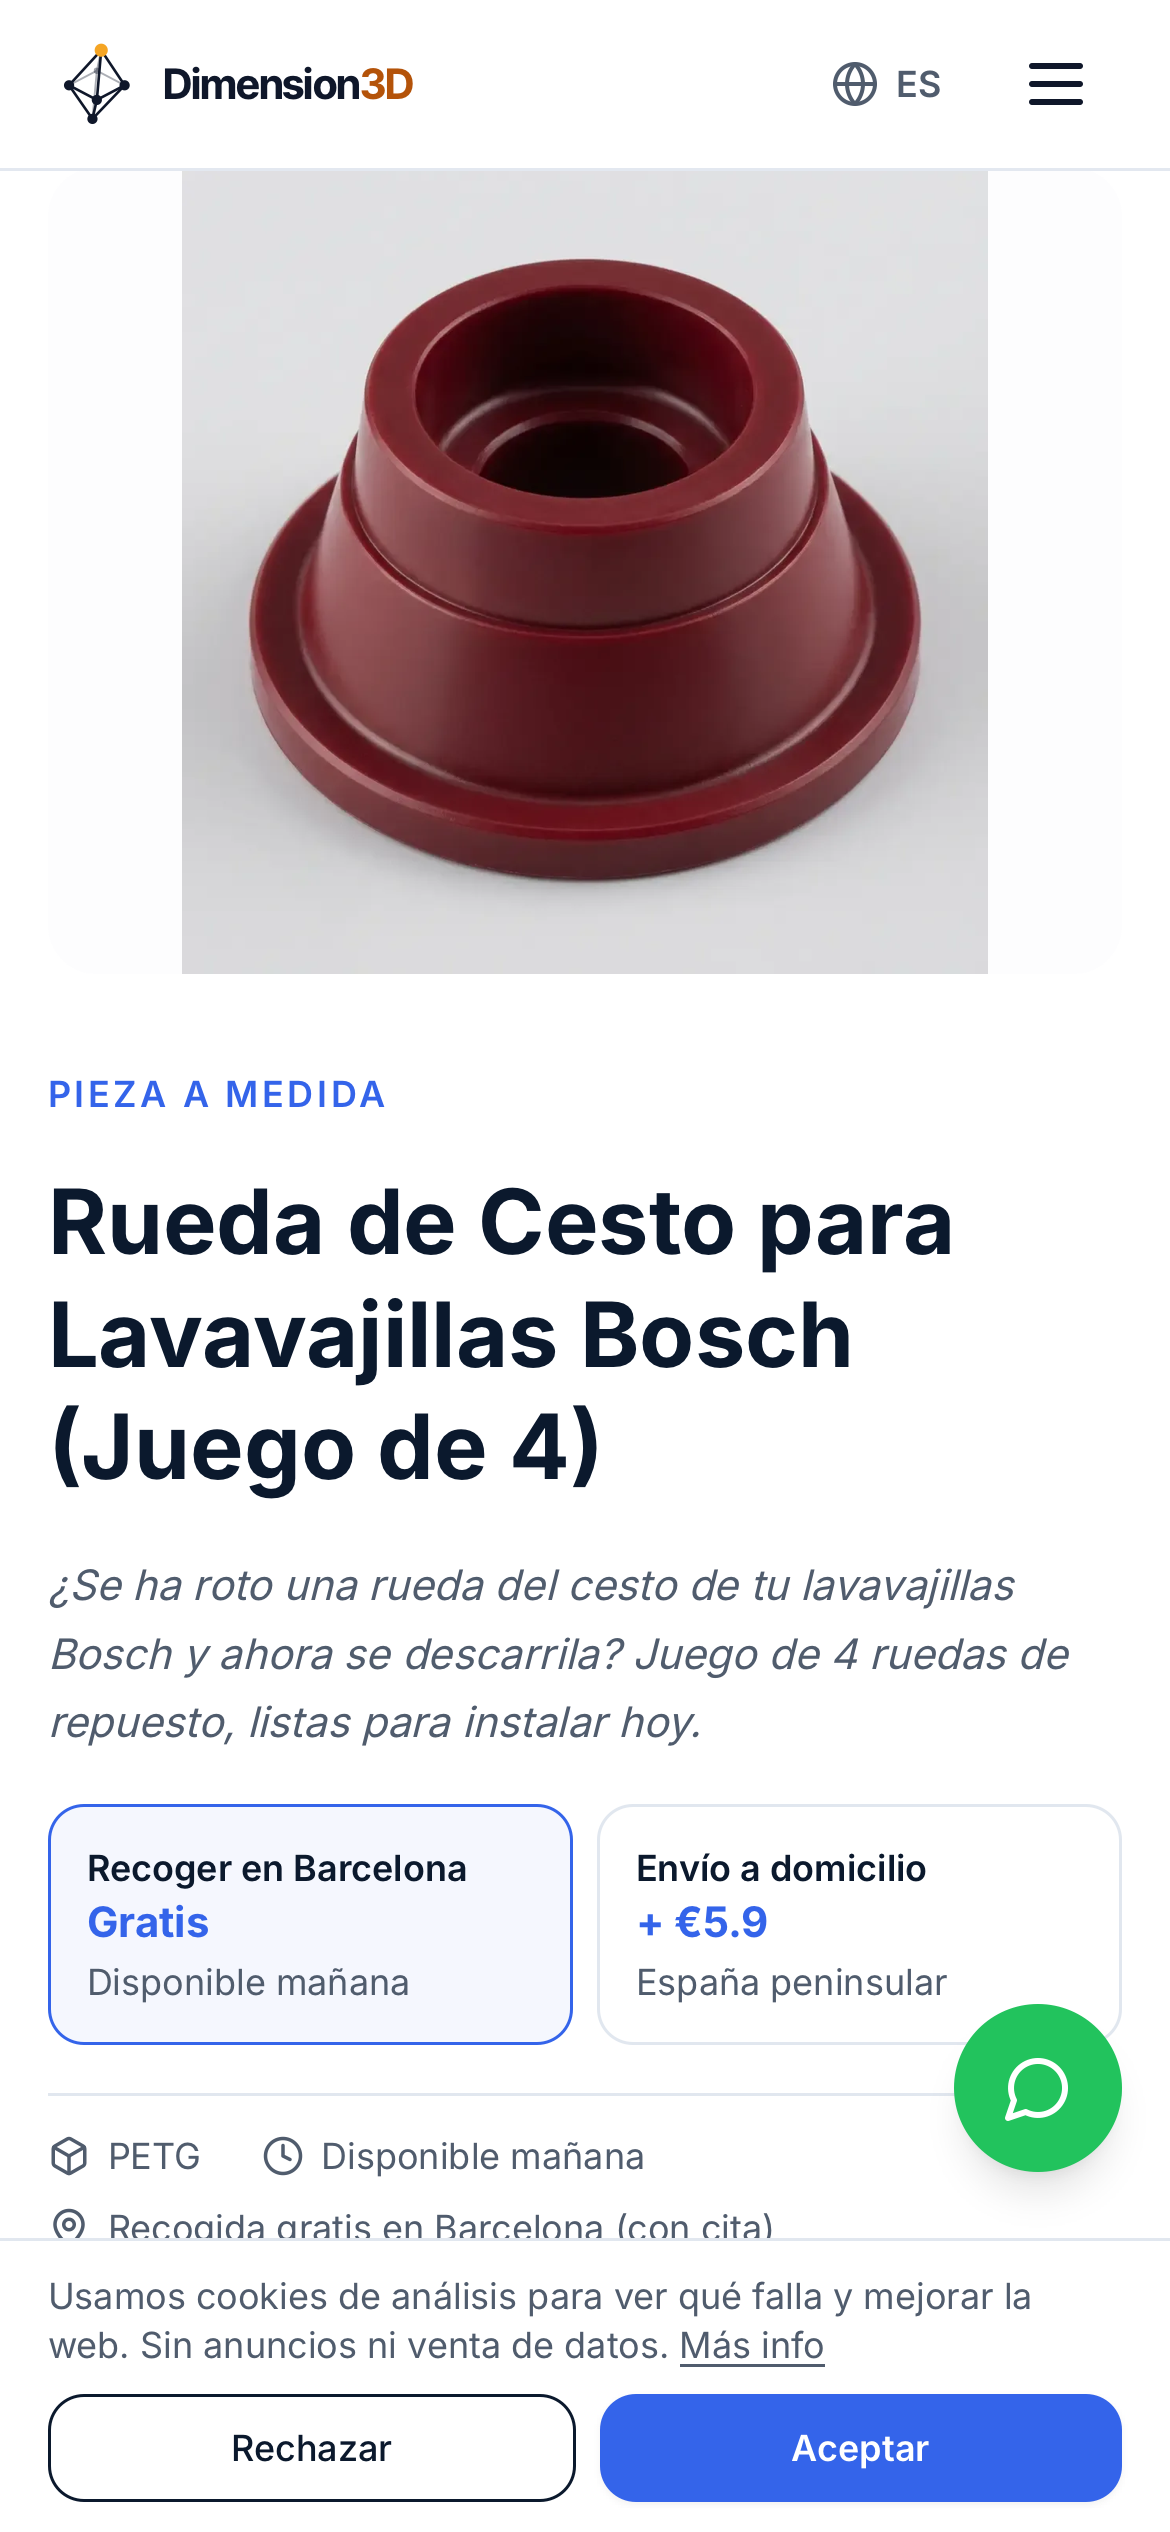 Dimension3D
ES
PIEZA A MEDIDA
Rueda de Cesto para
Lavavajillas Bosch
(Juego de 4)
¿Se ha roto una rueda del cesto de tu lavavajillas
Bosch y ahora se descarrila? Juego de 4 ruedas de
repuesto, listas para instalar hoy.
Recoger en Barcelona
Gratis
Disponible mañana
Envío a domicilio
+ €5.9
España peninsular
PETG
Disponible mañana
Recogida gratis en Barcelona (con cita)
Usamos cookies de análisis para ver qué falla y mejorar la
web. Sin anuncios ni venta de datos. Más info
Rechazar
Aceptar